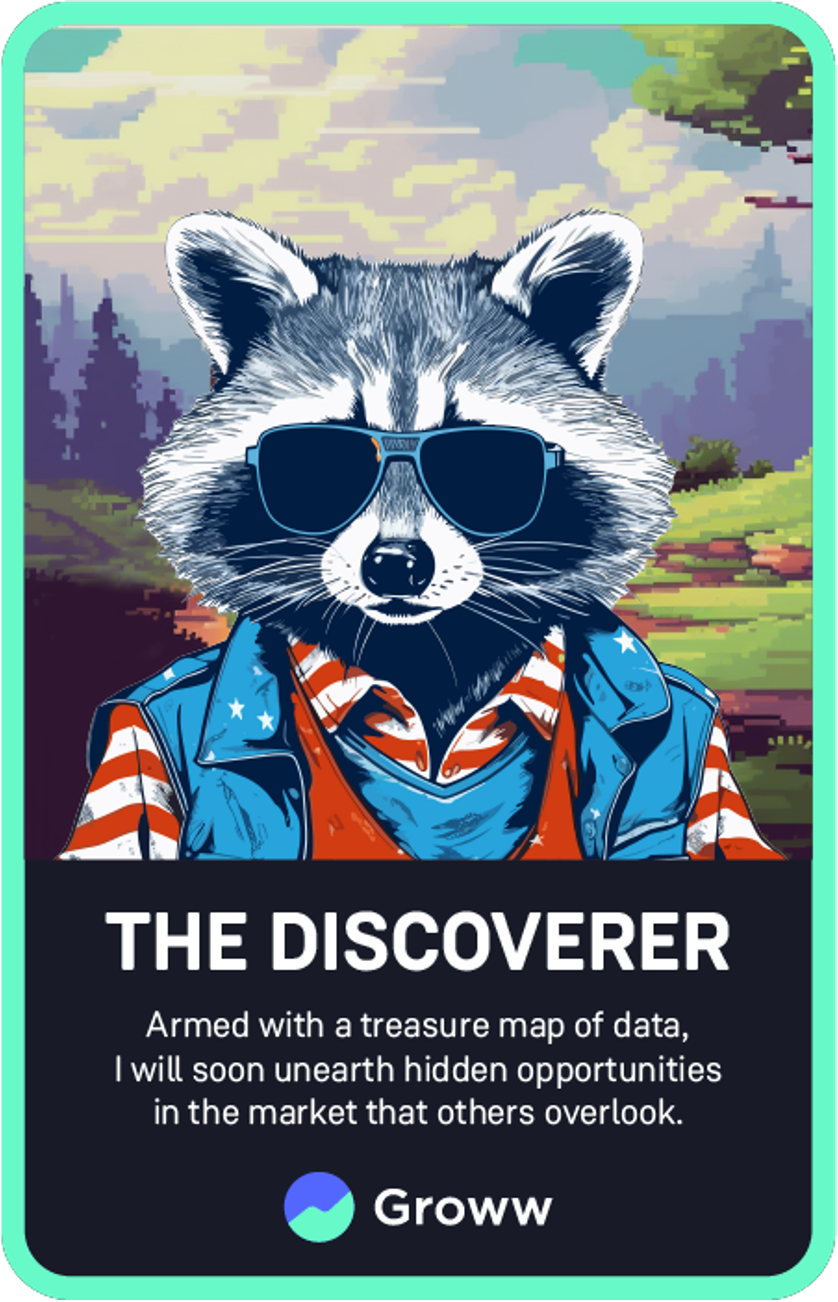 THE DISCOVERER
Armed with a treasure map of data,
I will soon unearth hidden opportunities
in the market that others overlook.
Groww